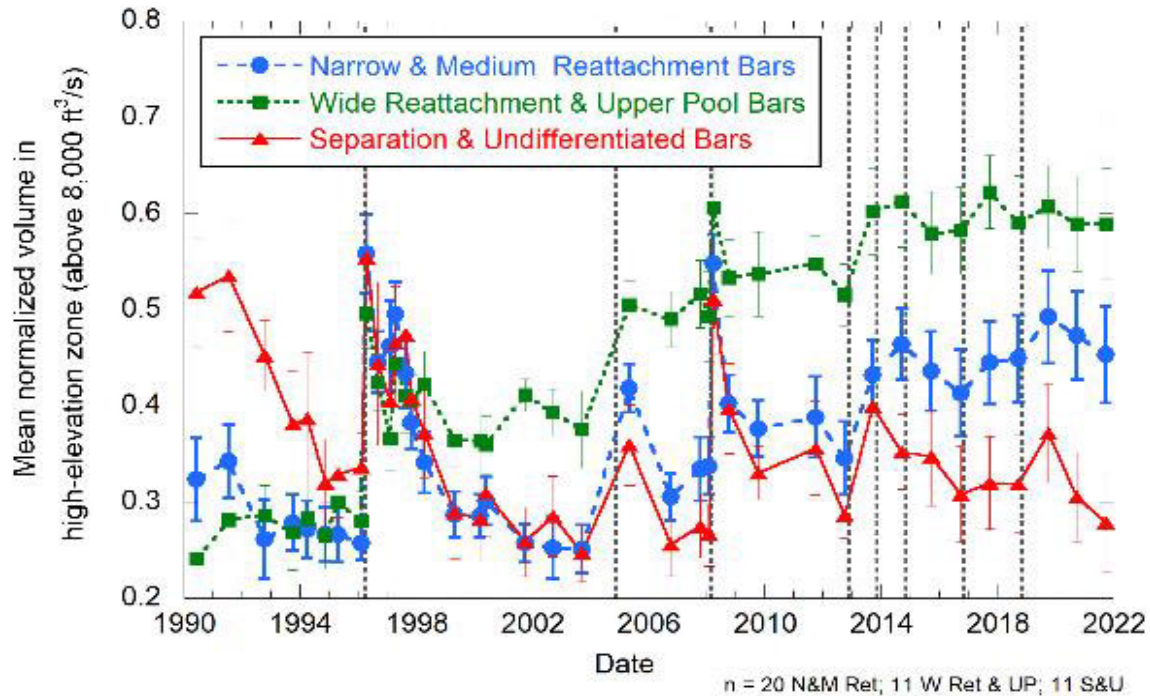 0.8
0.7
0.6
0.5
0.4
0.3
0.2
Mean normalized volume in
high-elevation zone (above 8,000 ft³/s)
Narrow & Medium Reattachment Bars
Wide Reattachment & Upper Pool Bars
Separation & Undifferentiated Bars
1990 1994 1998 2002 2006 2010 2014 2018 2022
Date
n = 20 N&M Ret; 11 W Ret & UP; 11 S&U